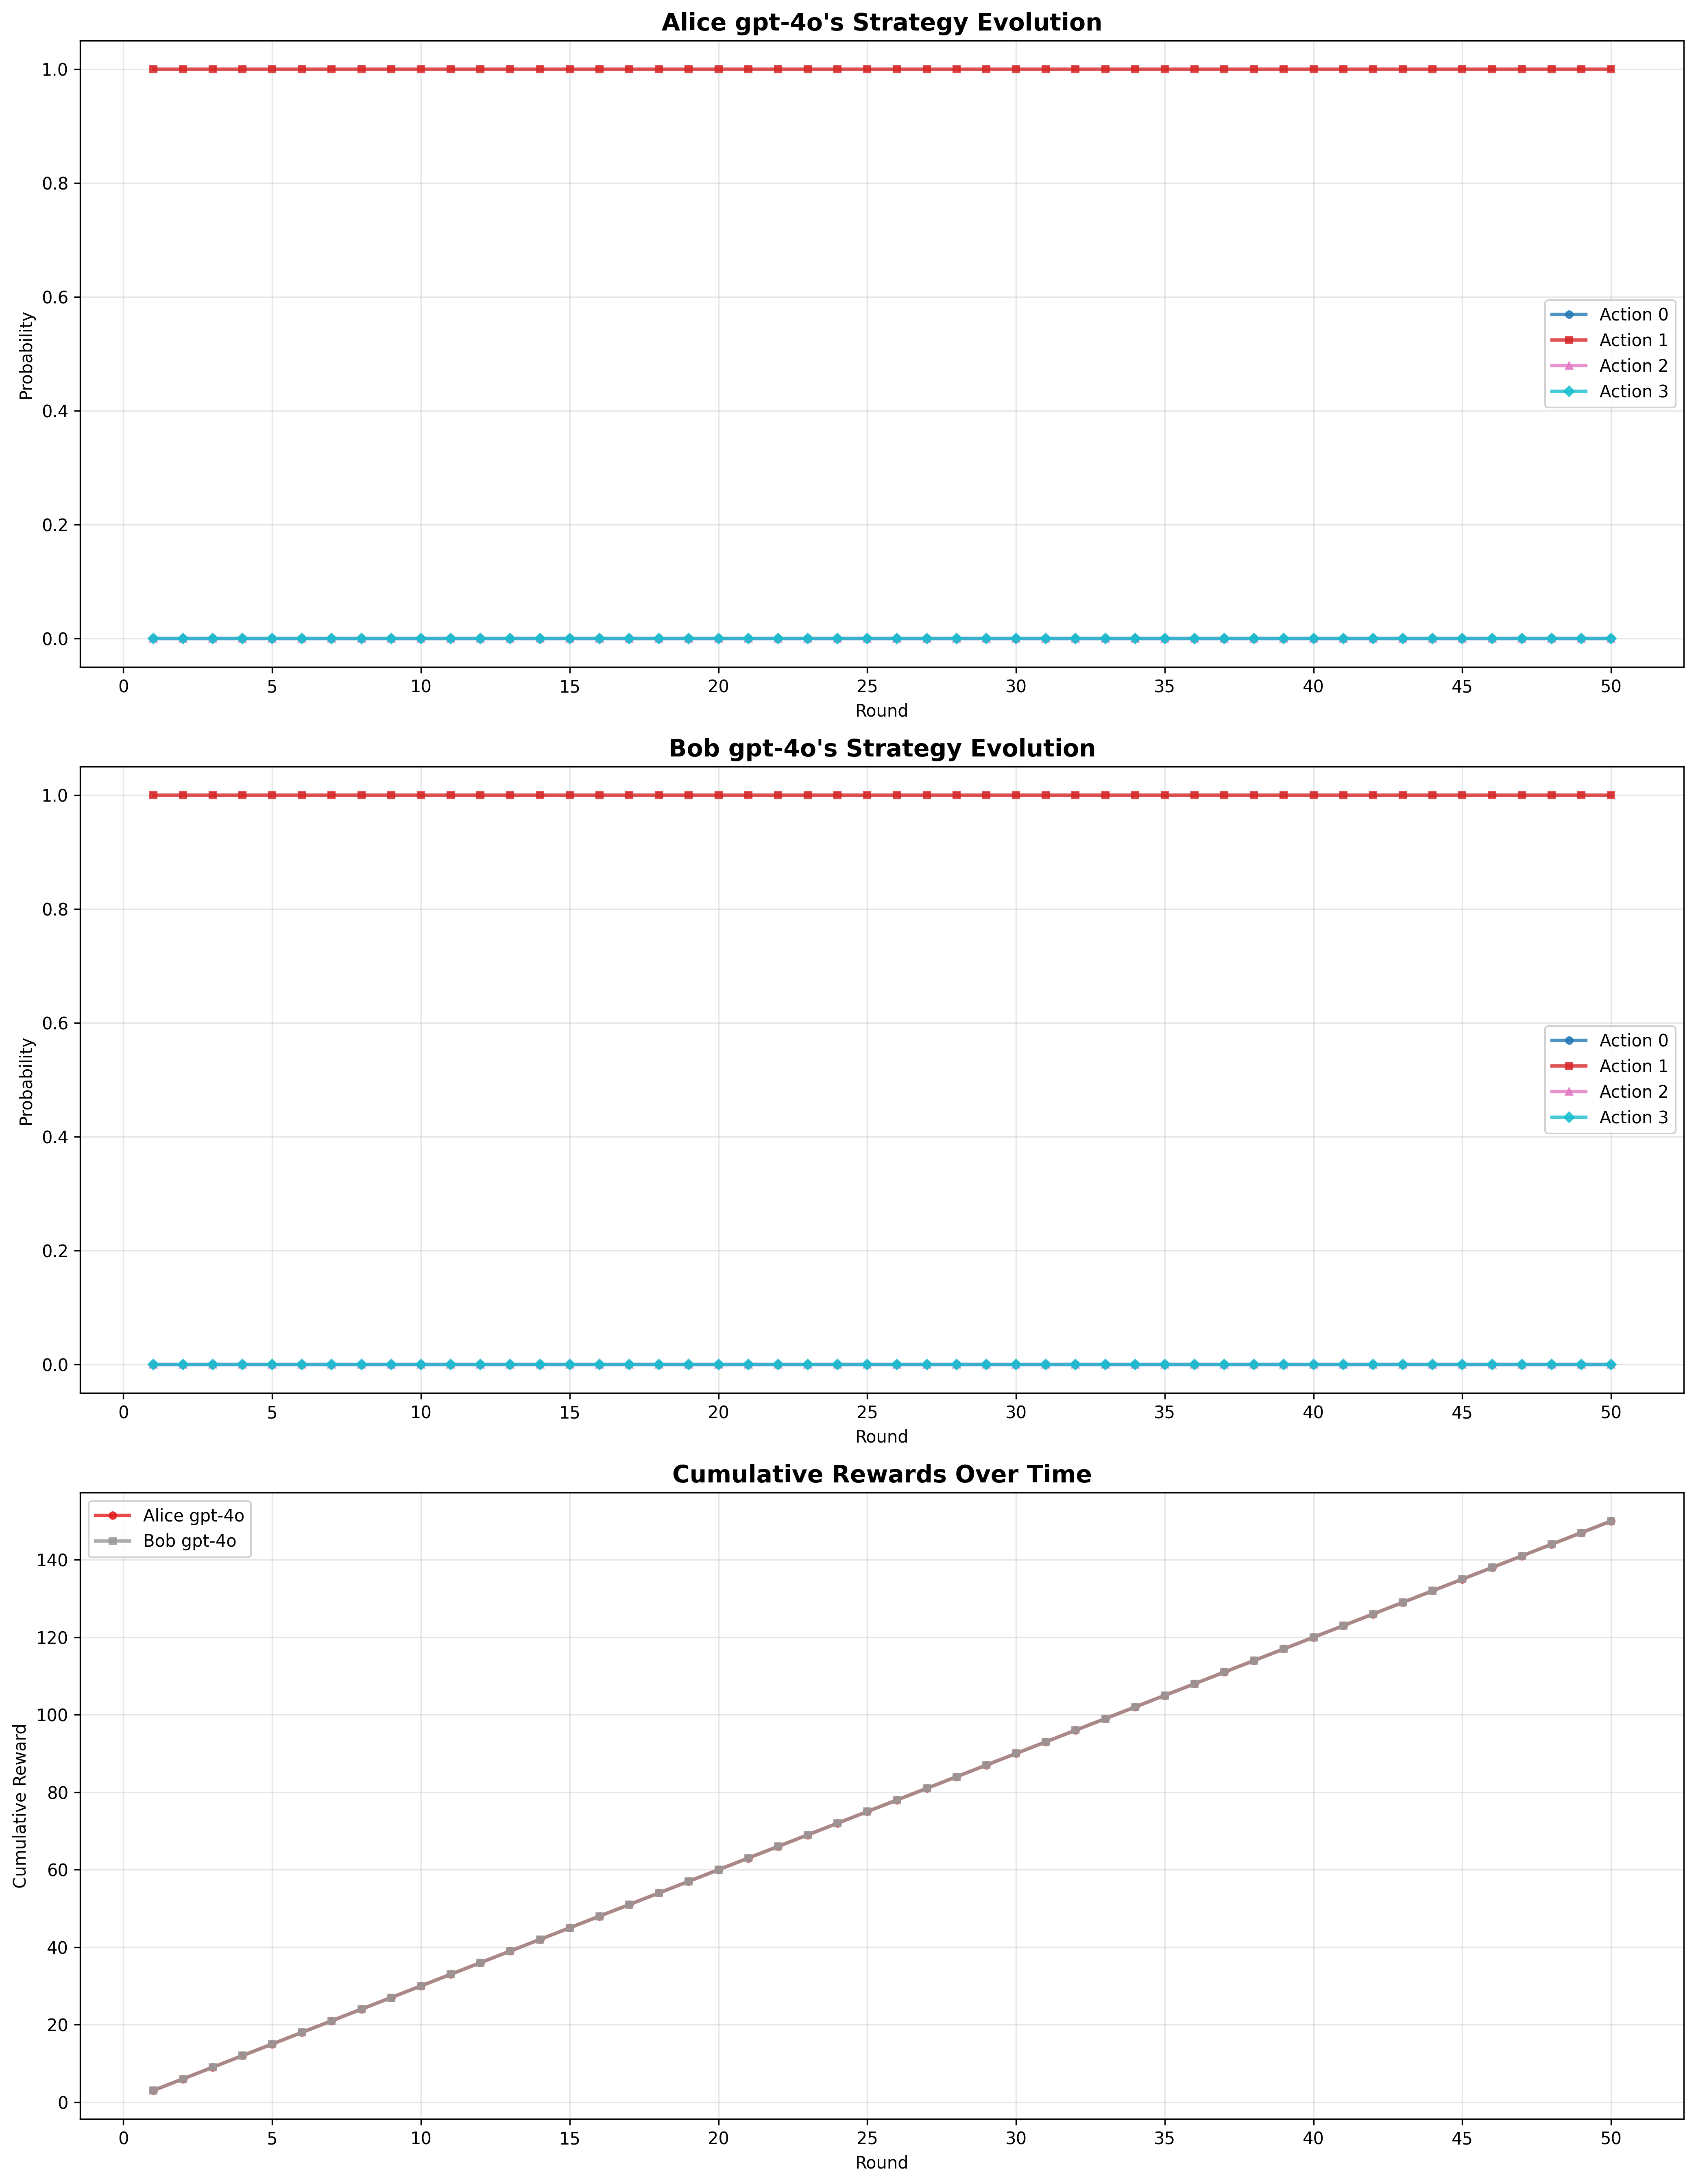 Alice gpt-4o's Strategy Evolution
1.0
0.8
0.6
0.4
0.2
0.0
Probability
Action 0
Action 1
Action 2
Action 3
0 5 10 15 20 25 30 35 40 45 50
Round
Bob gpt-4o's Strategy Evolution
1.0
0.8
0.6
0.4
0.2
0.0
Probability
Action 0
Action 1
Action 2
Action 3
0 5 10 15 20 25 30 35 40 45 50
Round
Cumulative Rewards Over Time
Alice gpt-4o
Bob gpt-4o
140
120
100
80
60
40
20
0
Cumulative Reward
0 5 10 15 20 25 30 35 40 45 50
Round